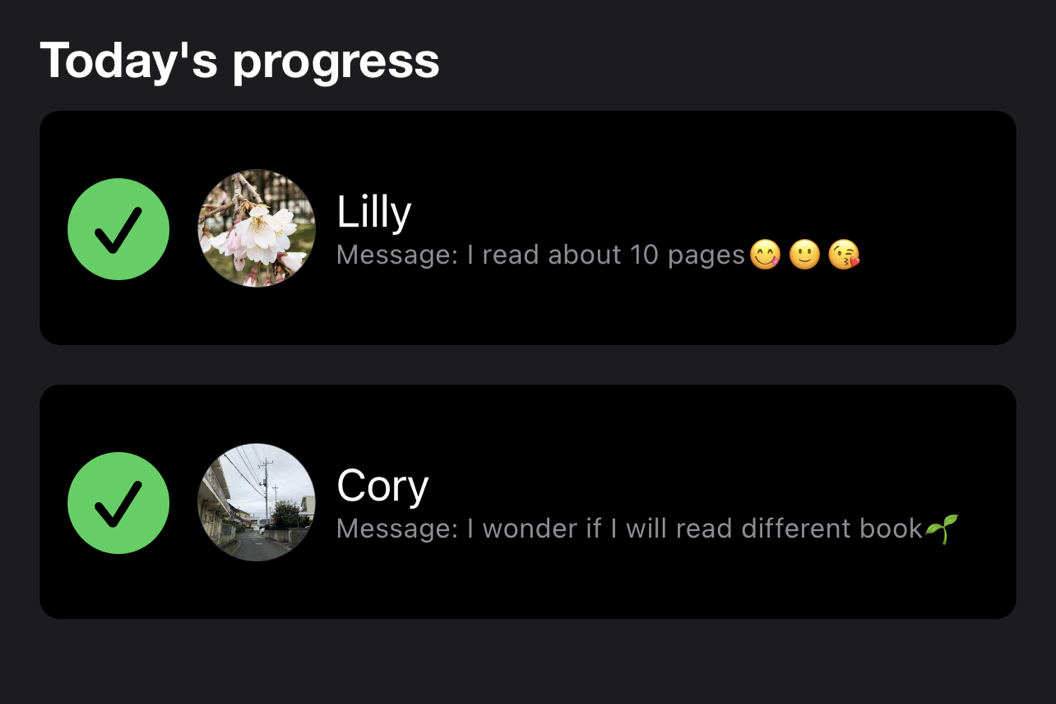 Today's progress
Lilly
Message: I read about 10 pages😋🙂😘
Cory
Message: I wonder if I will read different book🌱